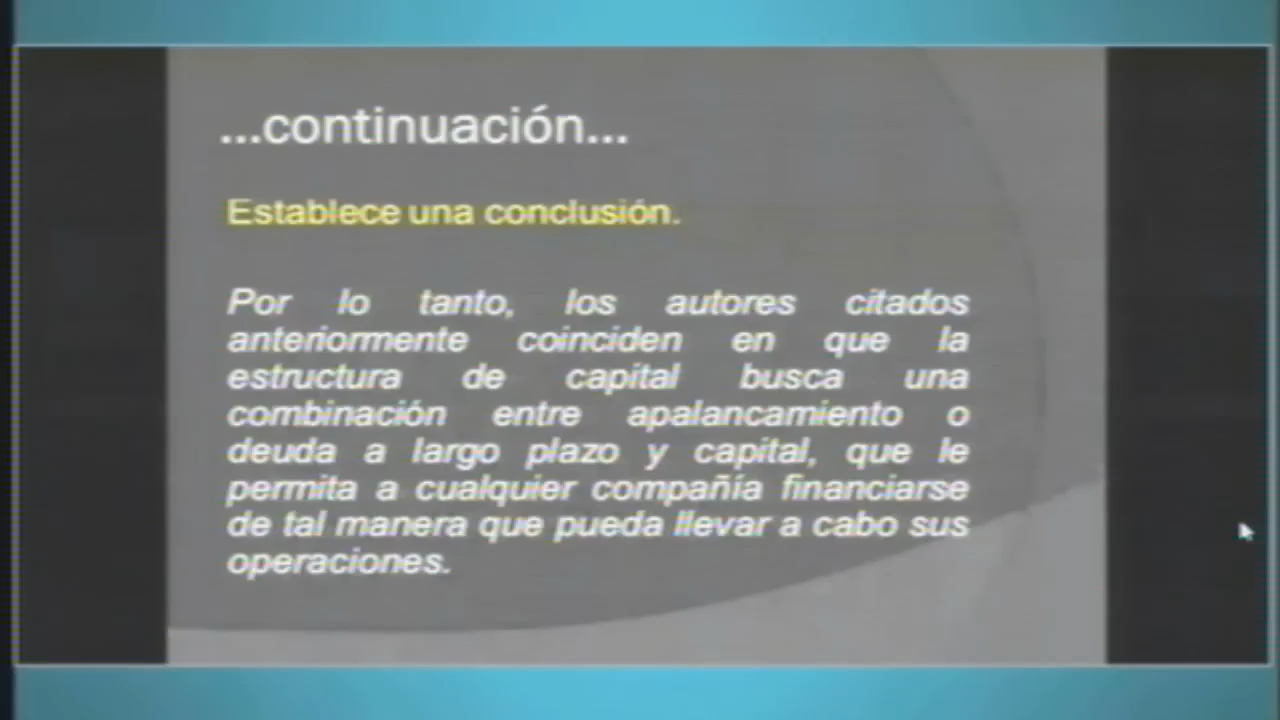 ...continuación...
Establece una conclusión.
Por lo tanto, los autores citados
anteriormente coinciden en que la
estructura de capital busca una
combinación entre apalancamiento o
deuda a largo plazo y capital, que le
permita a cualquier compañía financiarse
de tal manera que pueda llevar a cabo sus
operaciones.